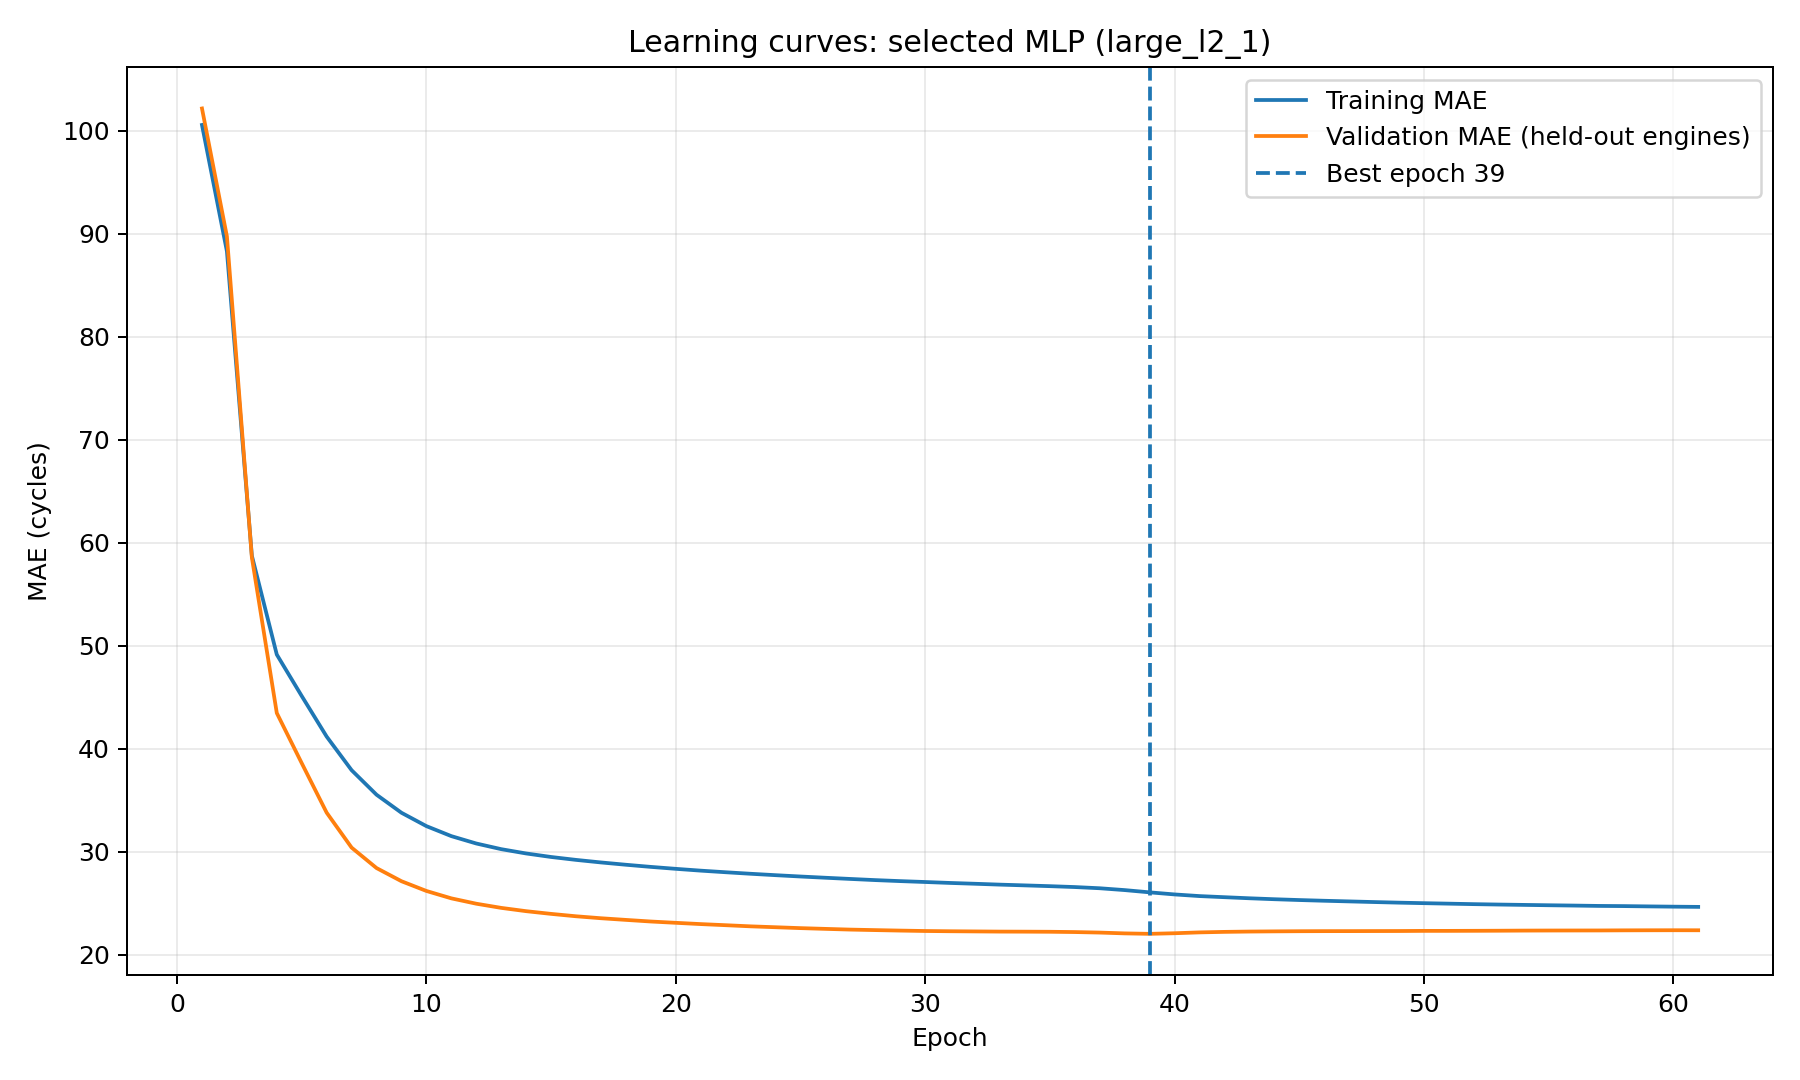 Learning curves: selected MLP (large_l2_1)
Training MAE
Validation MAE (held-out engines)
Best epoch 39
MAE (cycles)
100
90
80
70
60
50
40
30
20
0 10 20 30 40 50 60
Epoch